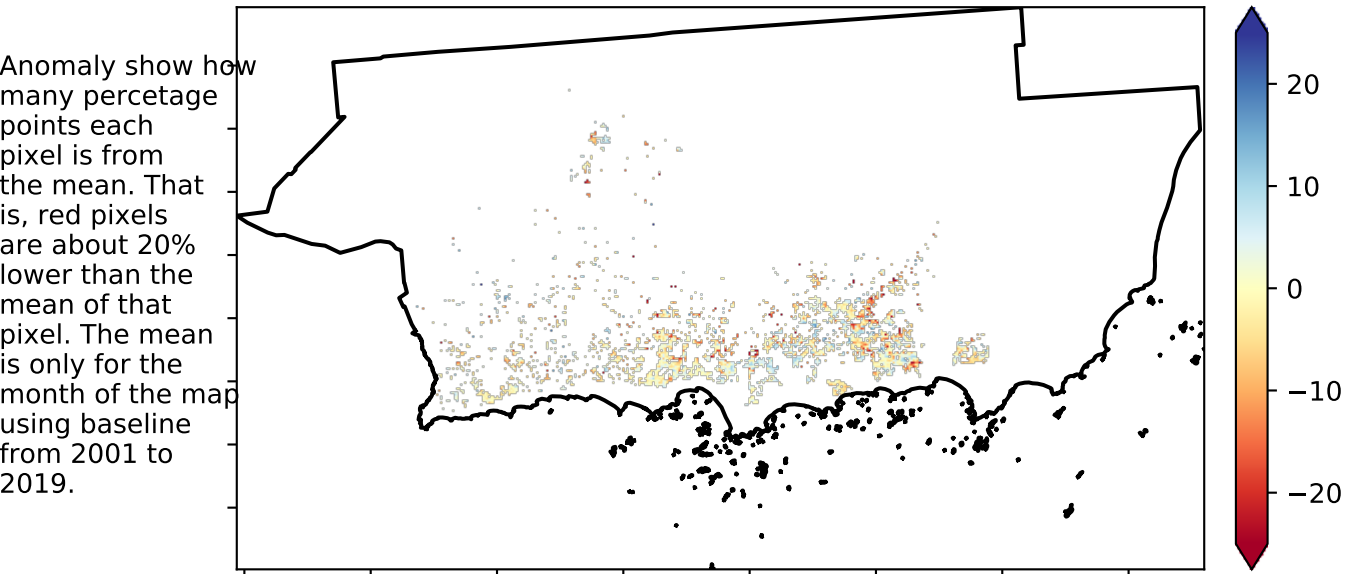 Anomaly show how
many percetage
points each
pixel is from
the mean. That
is, red pixels
are about 20%
lower than the
mean of that
pixel. The mean
is only for the
month of the map
using baseline
from 2001 to
2019.
20
10
0
−10
−20